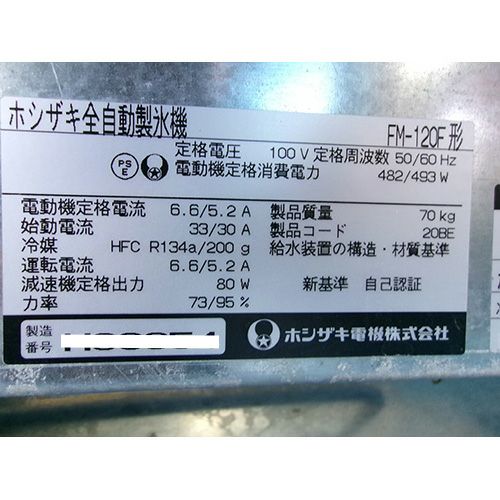 ホシザキ全自動製氷機 FM-120F 形
定格電圧 100 V 定格周波数 50/60 Hz
PS E 電動機定格消費電力 482/493 W
電動機定格電流 6.6/5.2 A 製品質量 70 kg
始動電流 33/30 A 製品コード 20BE
冷媒 HFC R134a/200 g 給水装置の構造・材質基準
運転電流 6.6/5.2 A
減速機定格出力 80 W 新基準 自己認証
力率 73/95 %
製造番号 ホシザキ電機株式会社